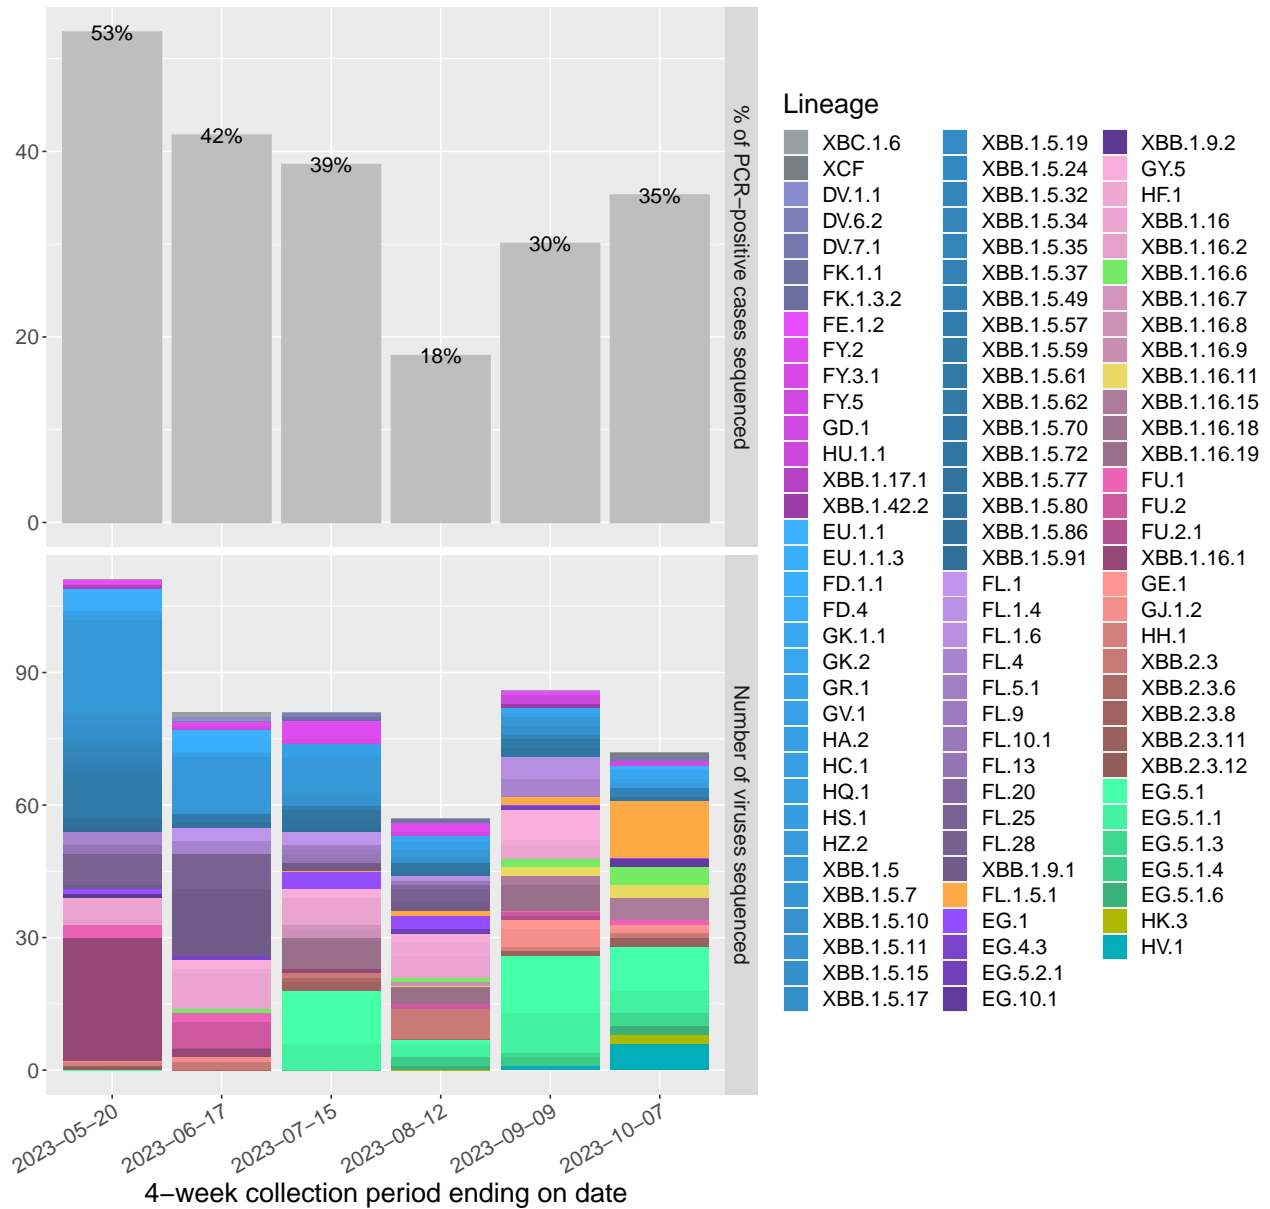 53%
42%
39%
18%
30%
35%
40
20
0
% of PCR−positive cases sequenced
90
60
30
0
Number of viruses sequenced
2023−05−20
2023−06−17
2023−07−15
2023−08−12
2023−09−09
2023−10−07
4−week collection period ending on date
Lineage
XBC.1.6
XCF
DV.1.1
DV.6.2
DV.7.1
FK.1.1
FK.1.3.2
FE.1.2
FY.2
FY.3.1
FY.5
GD.1
HU.1.1
XBB.1.17.1
XBB.1.42.2
EU.1.1
EU.1.1.3
FD.1.1
FD.4
GK.1.1
GK.2
GR.1
GV.1
HA.2
HC.1
HQ.1
HS.1
HZ.2
XBB.1.5
XBB.1.5.7
XBB.1.5.10
XBB.1.5.11
XBB.1.5.15
XBB.1.5.17
XBB.1.5.19
XBB.1.5.24
XBB.1.5.32
XBB.1.5.34
XBB.1.5.35
XBB.1.5.37
XBB.1.5.49
XBB.1.5.57
XBB.1.5.59
XBB.1.5.61
XBB.1.5.62
XBB.1.5.70
XBB.1.5.72
XBB.1.5.77
XBB.1.5.80
XBB.1.5.86
XBB.1.5.91
FL.1
FL.1.4
FL.1.6
FL.4
FL.5.1
FL.9
FL.10.1
FL.13
FL.20
FL.25
FL.28
XBB.1.9.1
FL.1.5.1
EG.1
EG.4.3
EG.5.2.1
EG.10.1
XBB.1.9.2
GY.5
HF.1
XBB.1.16
XBB.1.16.2
XBB.1.16.6
XBB.1.16.7
XBB.1.16.8
XBB.1.16.9
XBB.1.16.11
XBB.1.16.15
XBB.1.16.18
XBB.1.16.19
FU.1
FU.2
FU.2.1
XBB.1.16.1
GE.1
GJ.1.2
HH.1
XBB.2.3
XBB.2.3.6
XBB.2.3.8
XBB.2.3.11
XBB.2.3.12
EG.5.1
EG.5.1.1
EG.5.1.3
EG.5.1.4
EG.5.1.6
HK.3
HV.1